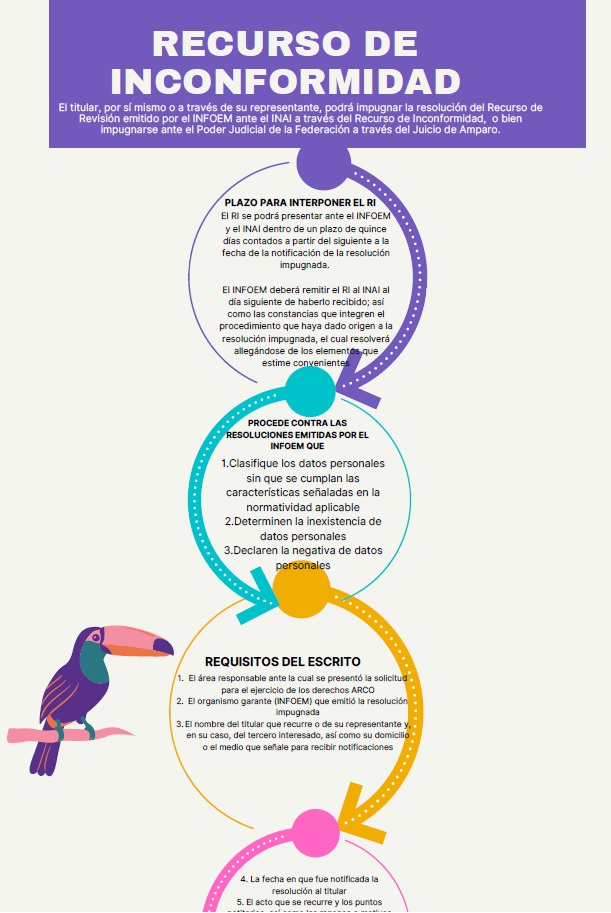 RECURSO DE
INCONFORMIDAD
El titular, por sí mismo o a través de su representante, podrá impugnar la resolución del Recurso de
Revisión emitido por el INFOEM ante el INAI a través del Recurso de Inconformidad,  o bien
impugnarse ante el Poder Judicial de la Federación a través del Juicio de Amparo.
PLAZO PARA INTERPONER EL RI
El RI se podrá presentar ante el INFOEM
y el INAI dentro de un plazo de quince
días contados a partir del siguiente a la
fecha de la notificación de la resolución
impugnada.
El INFOEM deberá remitir el RI al INAI al
día siguiente de haberlo recibido; así
como las constancias que integren el
procedimiento que haya dado origen a la
resolución impugnada, el cual resolverá
allegándose de los elementos que
estime convenientes
PROCEDE CONTRA LAS
RESOLUCIONES EMITIDAS POR EL
INFOEM QUE
1.Clasifique los datos personales
sin que se cumplan las
características señaladas en la
normatividad aplicable
2.Determinen la inexistencia de
datos personales
3.Declaren la negativa de datos
personales
REQUISITOS DEL ESCRITO
1. El área responsable ante la cual se presentó la solicitud
para el ejercicio de los derechos ARCO
2. El organismo garante (INFOEM) que emitió la resolución
impugnada
3. El nombre del titular que recurre o de su representante y,
en su caso, del tercero interesado, así como su domicilio
o el medio que señale para recibir notificaciones
4. La fecha en que fue notificada la
resolución al titular
5. El acto que se recurre y los puntos